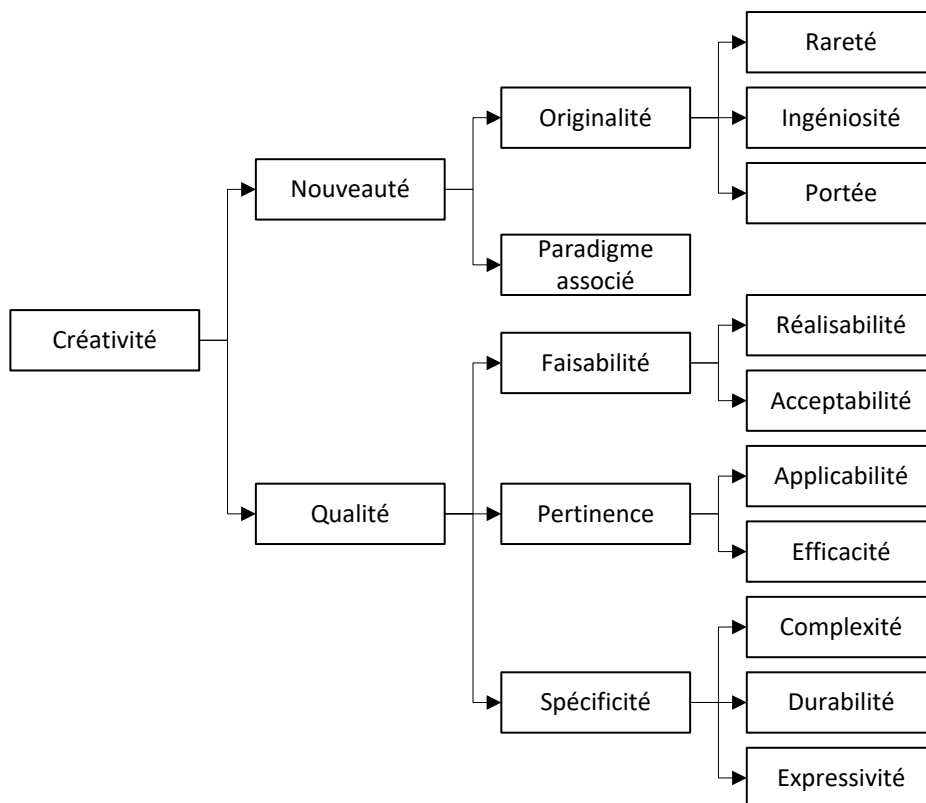 Rareté
Originalité
Ingéniosité
Nouveauté
Portée
Paradigme
associé
Créativité
Faisabilité
Réalisabilité
Acceptabilité
Qualité
Pertinence
Applicabilité
Efficacité
Spécificité
Complexité
Durabilité
Expressivité